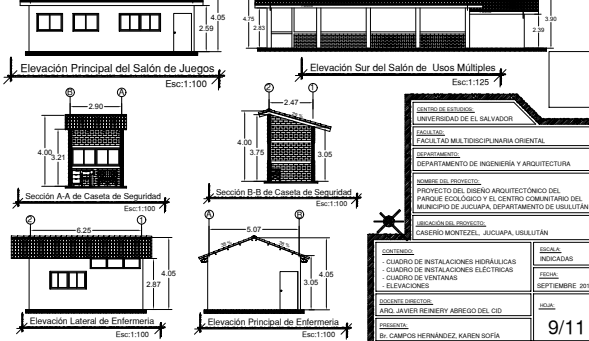 4.05
2.59
Elevación Principal del Salón de Juegos
Esc:1:100
4.75
2.63
3.90
2.39
Elevación Sur del Salón de Usos Múltiples
Esc:1:125
B
A
2.90
4.00
3.21
Sección A-A de Caseta de Seguridad
Esc:1:100
2
1
2.47
4.00
3.75
3.05
Sección B-B de Caseta de Seguridad
Esc:1:100
2
1
6.25
4.05
2.87
Elevación Lateral de Enfermeria
Esc:1:100
A
B
5.07
4.05
3.05
Elevación Principal de Enfermeria
Esc:1:100
CENTRO DE ESTUDIOS:
UNIVERSIDAD DE EL SALVADOR
FACULTAD:
FACULTAD MULTIDISCIPLINARIA ORIENTAL
DEPARTAMENTO:
DEPARTAMENTO DE INGENIERÍA Y ARQUITECTURA
NOMBRE DEL PROYECTO:
PROYECTO DEL DISEÑO ARQUITECTÓNICO DEL
PARQUE ECOLÓGICO Y EL CENTRO COMUNITARIO DEL
MUNICIPIO DE JUCUAPA, DEPARTAMENTO DE USULUTÁN
UBICACIÓN DEL PROYECTO:
CASERÍO MONTEZEL, JUCUAPA, USULUTÁN
CONTENIDO:
- CUADRO DE INSTALACIONES HIDRÁULICAS
- CUADRO DE INSTALACIONES ELÉCTRICAS
- CUADRO DE VENTANAS
- ELEVACIONES
ESCALA:
INDICADAS
FECHA:
SEPTIEMBRE 201
DOCENTE DIRECTOR:
ARQ. JAVIER REINERY ABREGO DEL CID
HOJA:
9/11
PRESENTA:
Br. CAMPOS HERNÁNDEZ, KAREN SOFÍA